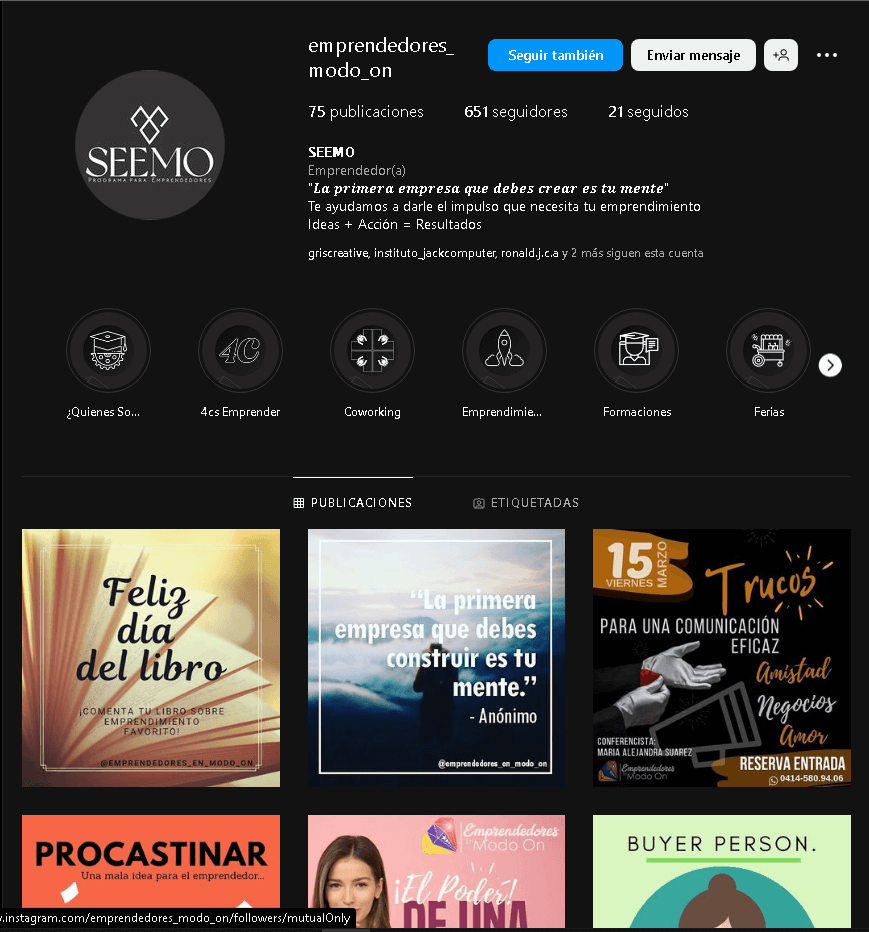 emprendedores_
modo_on
Seguir también
Enviar mensaje
75 publicaciones
651 seguidores
21 seguidos
SEEMO
PROGRAMA PARA EMPRENDEDORES
SEEMO
Emprendedor(a)
"La primera empresa que debes crear es tu mente"
Te ayudamos a darle el impulso que necesita tu emprendimiento
Ideas + Acción = Resultados
griscreative, instituto_jackcomputer, ronald.j.c.a y 2 más siguen esta cuenta
4C
¿Quienes So...
4cs Emprender
Coworking
Emprendimie...
Formaciones
Ferias
PUBLICACIONES
ETIQUETADAS
Feliz
día
del libro
¡COMENTA TU LIBRO SOBRE
EMPRENDIMIENTO
FAVORITO!
@EMPRENDEDORES_EN_MODO_ON
“La primera
empresa que debes
construir es tu
mente.”
- Anónimo
@emprendedores_en_modo_on
15
VIERNES
MARZO
Trucos
PARA UNA COMUNICACIÓN
EFICAZ
Amistad
Negocios
Amor
CONFERENCISTA:
MARIA ALEJANDRA SUAREZ
Emprendedores
en Modo On
RESERVA ENTRADA
0414-580.94.06
PROCASTINAR
Una mala idea para el emprendedor...
Emprendedores
en Modo On
¡El Poder!
DE UNA
BUYER PERSON.
.instagram.com/emprendedores_modo_on/followers/mutualOnly